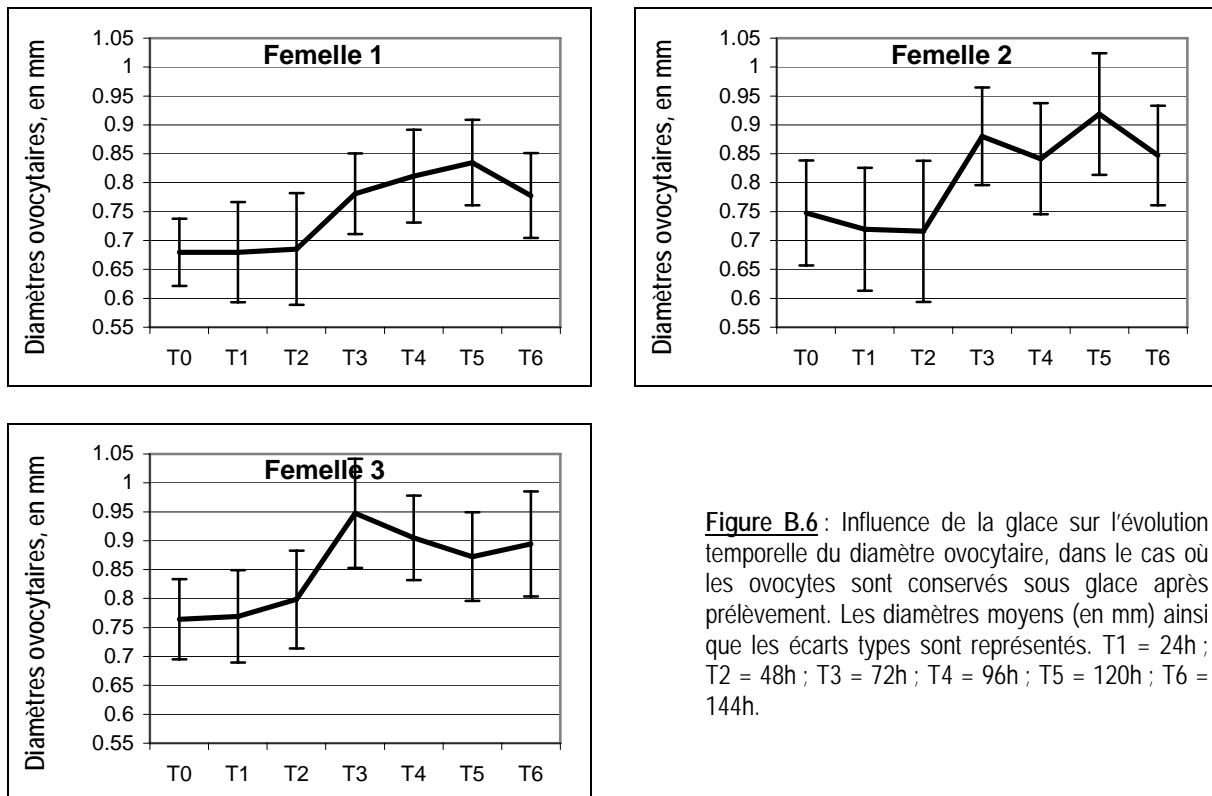 Femelle 1
Diamètres ovocytaires, en mm
1.05
1
0.95
0.9
0.85
0.8
0.75
0.7
0.65
0.6
0.55
T0 T1 T2 T3 T4 T5 T6
Femelle 2
Diamètres ovocytaires, en mm
1.05
1
0.95
0.9
0.85
0.8
0.75
0.7
0.65
0.6
0.55
T0 T1 T2 T3 T4 T5 T6
Femelle 3
Diamètres ovocytaires, en mm
1.05
1
0.95
0.9
0.85
0.8
0.75
0.7
0.65
0.6
0.55
T0 T1 T2 T3 T4 T5 T6
Figure B.6 : Influence de la glace sur l'évolution
temporelle du diamètre ovocytaire, dans le cas où
les ovocytes sont conservés sous glace après
prélèvement. Les diamètres moyens (en mm) ainsi
que les écarts types sont représentés. T1 = 24h ;
T2 = 48h ; T3 = 72h ; T4 = 96h ; T5 = 120h ; T6 =
144h.